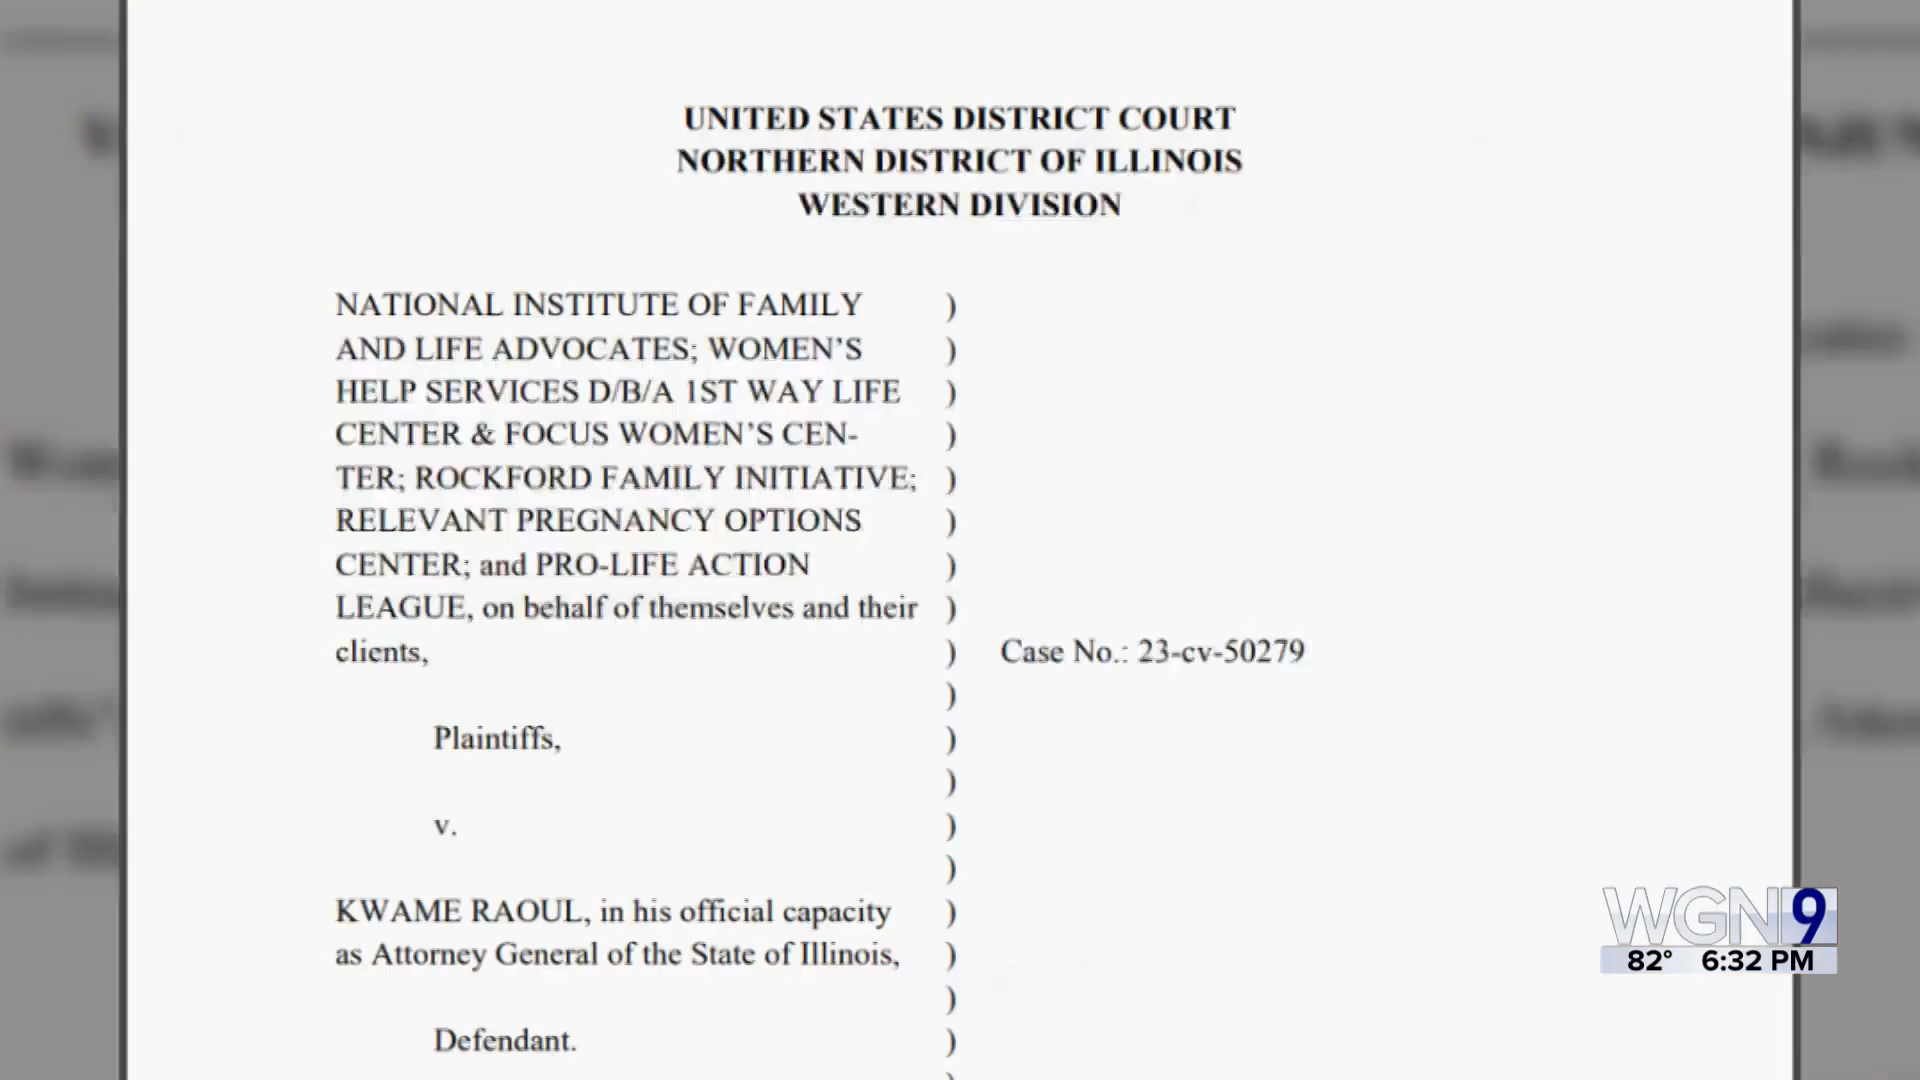 UNITED STATES DISTRICT COURT
NORTHERN DISTRICT OF ILLINOIS
WESTERN DIVISION
NATIONAL INSTITUTE OF FAMILY )
AND LIFE ADVOCATES; WOMEN'S )
HELP SERVICES D/B/A 1ST WAY LIFE )
CENTER & FOCUS WOMEN'S CEN- )
TER; ROCKFORD FAMILY INITIATIVE; )
RELEVANT PREGNANCY OPTIONS )
CENTER; and PRO-LIFE ACTION )
LEAGUE, on behalf of themselves and their )
clients, ) Case No.: 23-cv-50279
)
Plaintiffs, )
)
v. )
)
KWAME RAOUL, in his official capacity )
as Attorney General of the State of Illinois, )
)
Defendant. )
WGN9
82° 6:32 PM